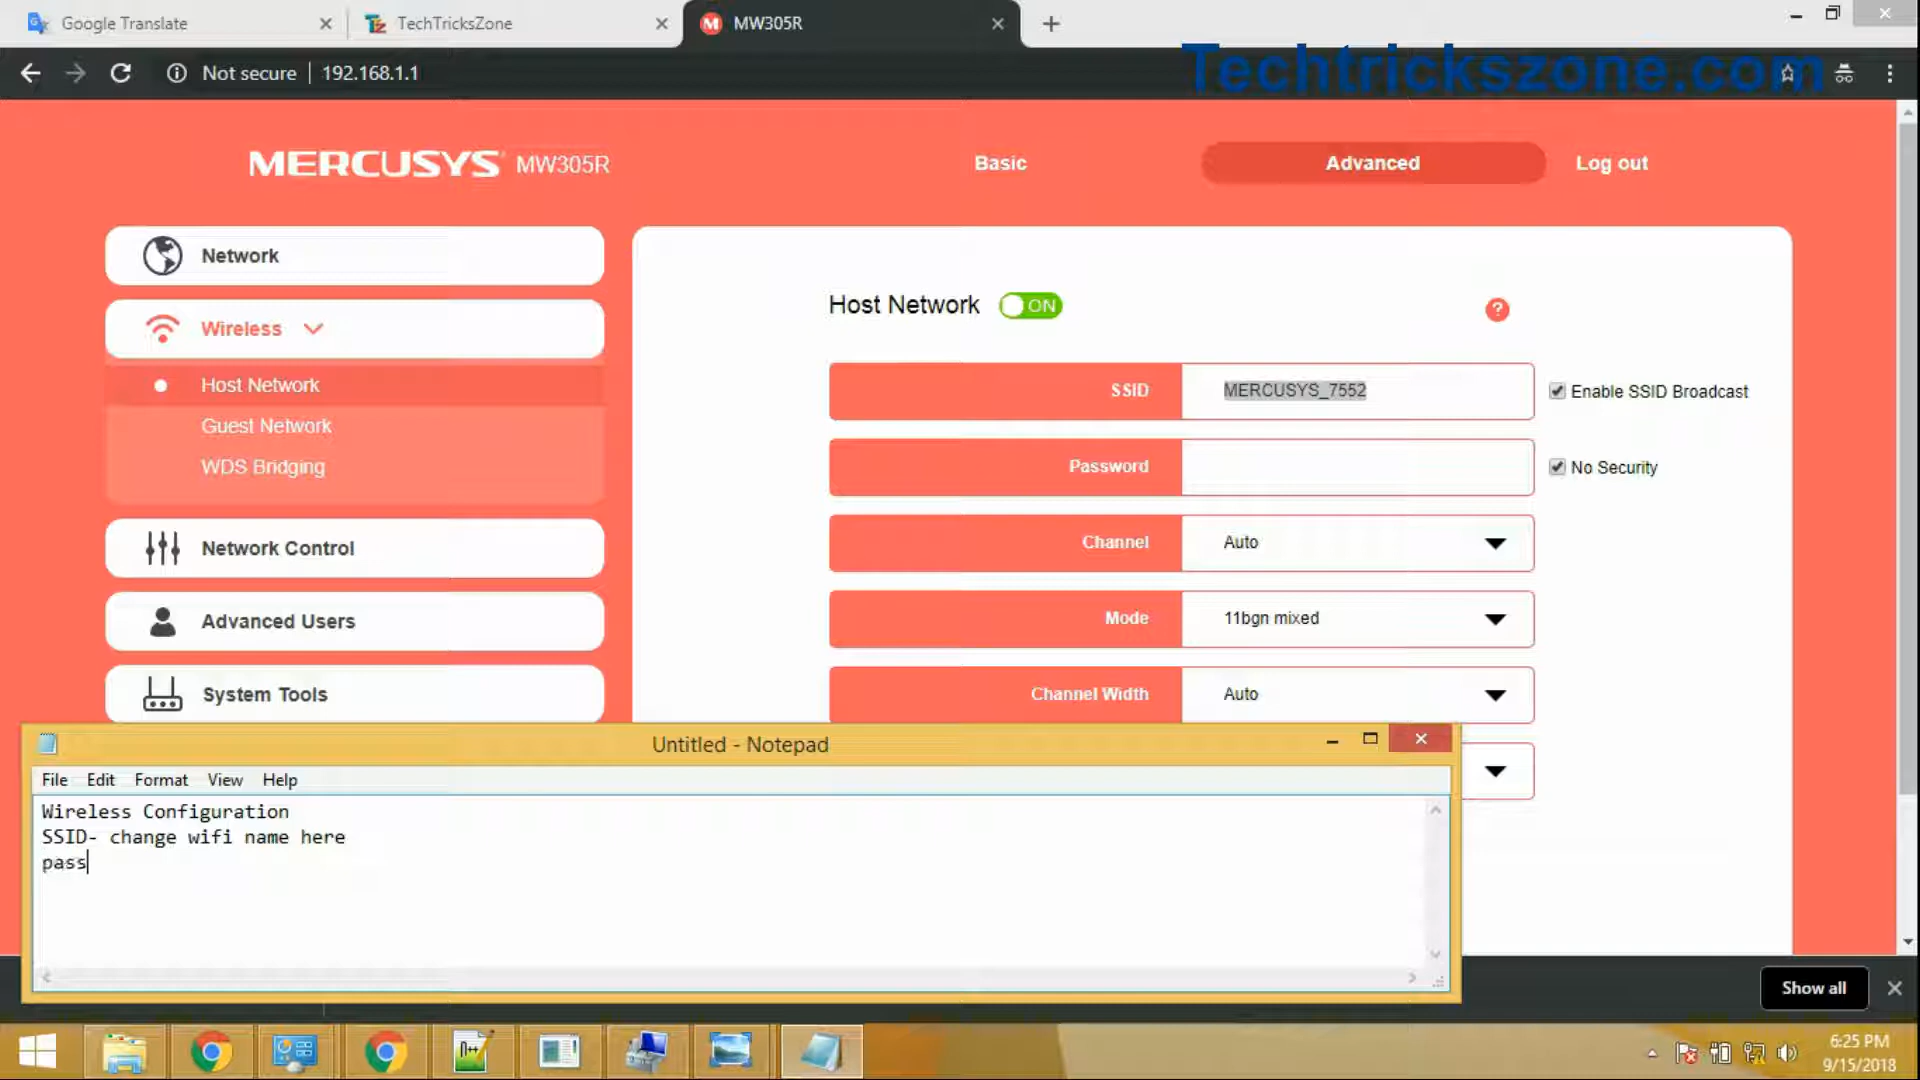 Google Translate
TechTricksZone
MW305R
Not secure
192.168.1.1
Techtrickszone.com
MERCUSYS MW305R
Basic
Advanced
Log out
Network
Wireless
Host Network
Guest Network
WDS Bridging
Network Control
Advanced Users
System Tools
Host Network ON
?
SSID MERCUSYS_7552 Enable SSID Broadcast
Password No Security
Channel Auto
Mode 11bgn mixed
Channel Width Auto
Untitled - Notepad
File Edit Format View Help
Wireless Configuration
SSID- change wifi name here
pass
Show all
6:25 PM
9/15/2018